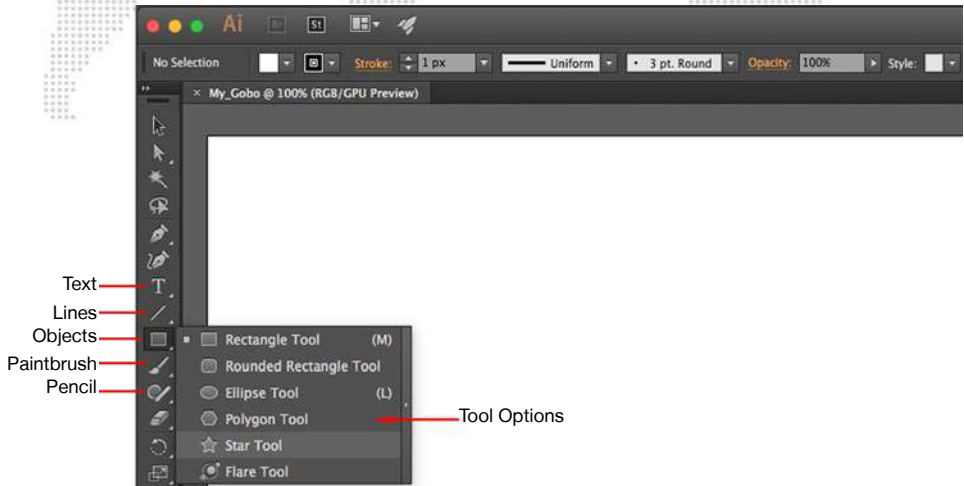 Ai Br St
No Selection Stroke: 1 px Uniform 3 pt. Round Opacity: 100% Style:
× My_Gobo @ 100% (RGB/GPU Preview)
Text
T
Lines
Objects
Rectangle Tool (M)
Paintbrush
Rounded Rectangle Tool
Pencil
Ellipse Tool (L)
Polygon Tool
Tool Options
Star Tool
Flare Tool